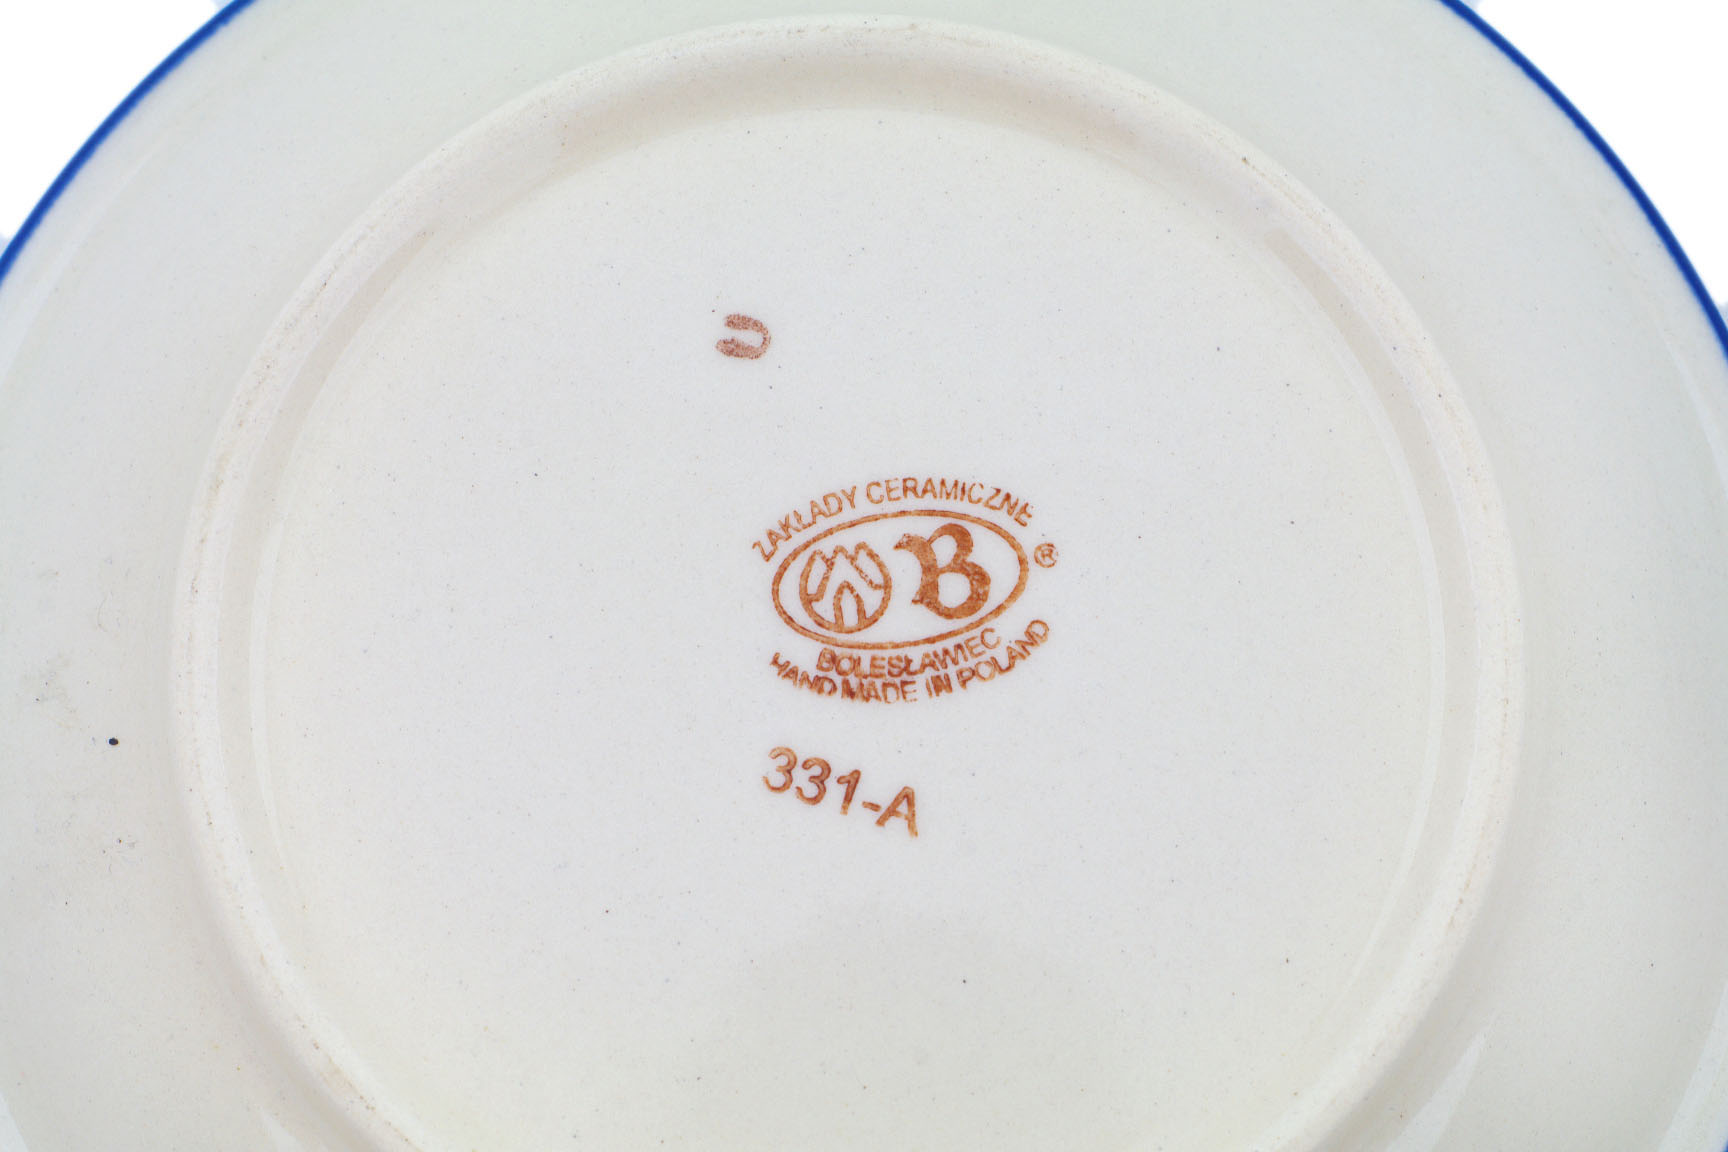 U
ZAKŁADY CERAMICZNE
B ®
BOLESŁAWIEC
HAND MADE IN POLAND
331-A